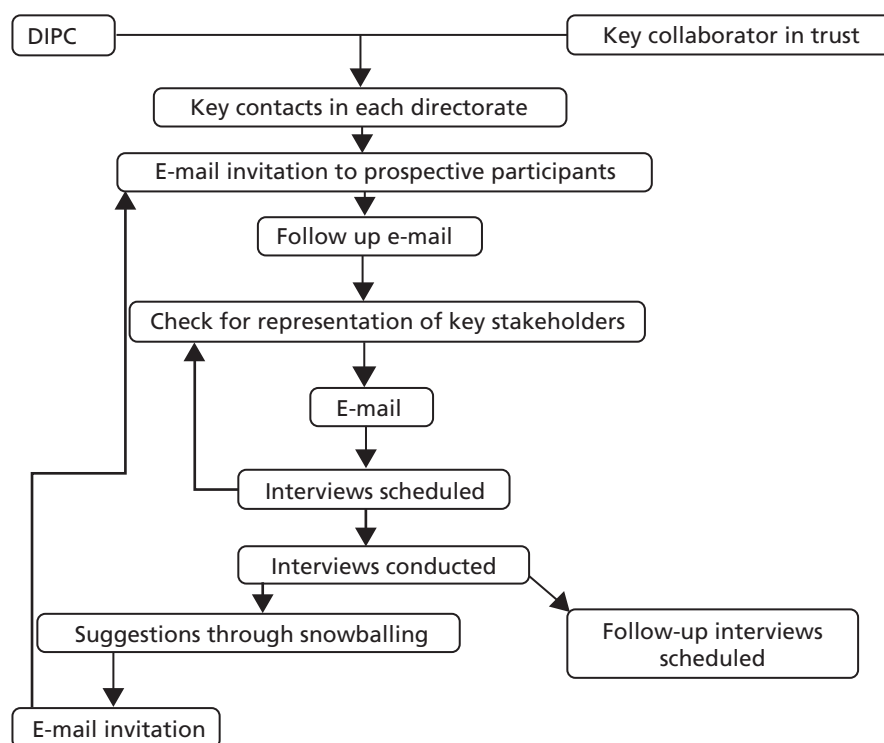 DIPC
Key collaborator in trust
Key contacts in each directorate
E-mail invitation to prospective participants
Follow up e-mail
Check for representation of key stakeholders
E-mail
Interviews scheduled
Interviews conducted
Suggestions through snowballing
Follow-up interviews
scheduled
E-mail invitation